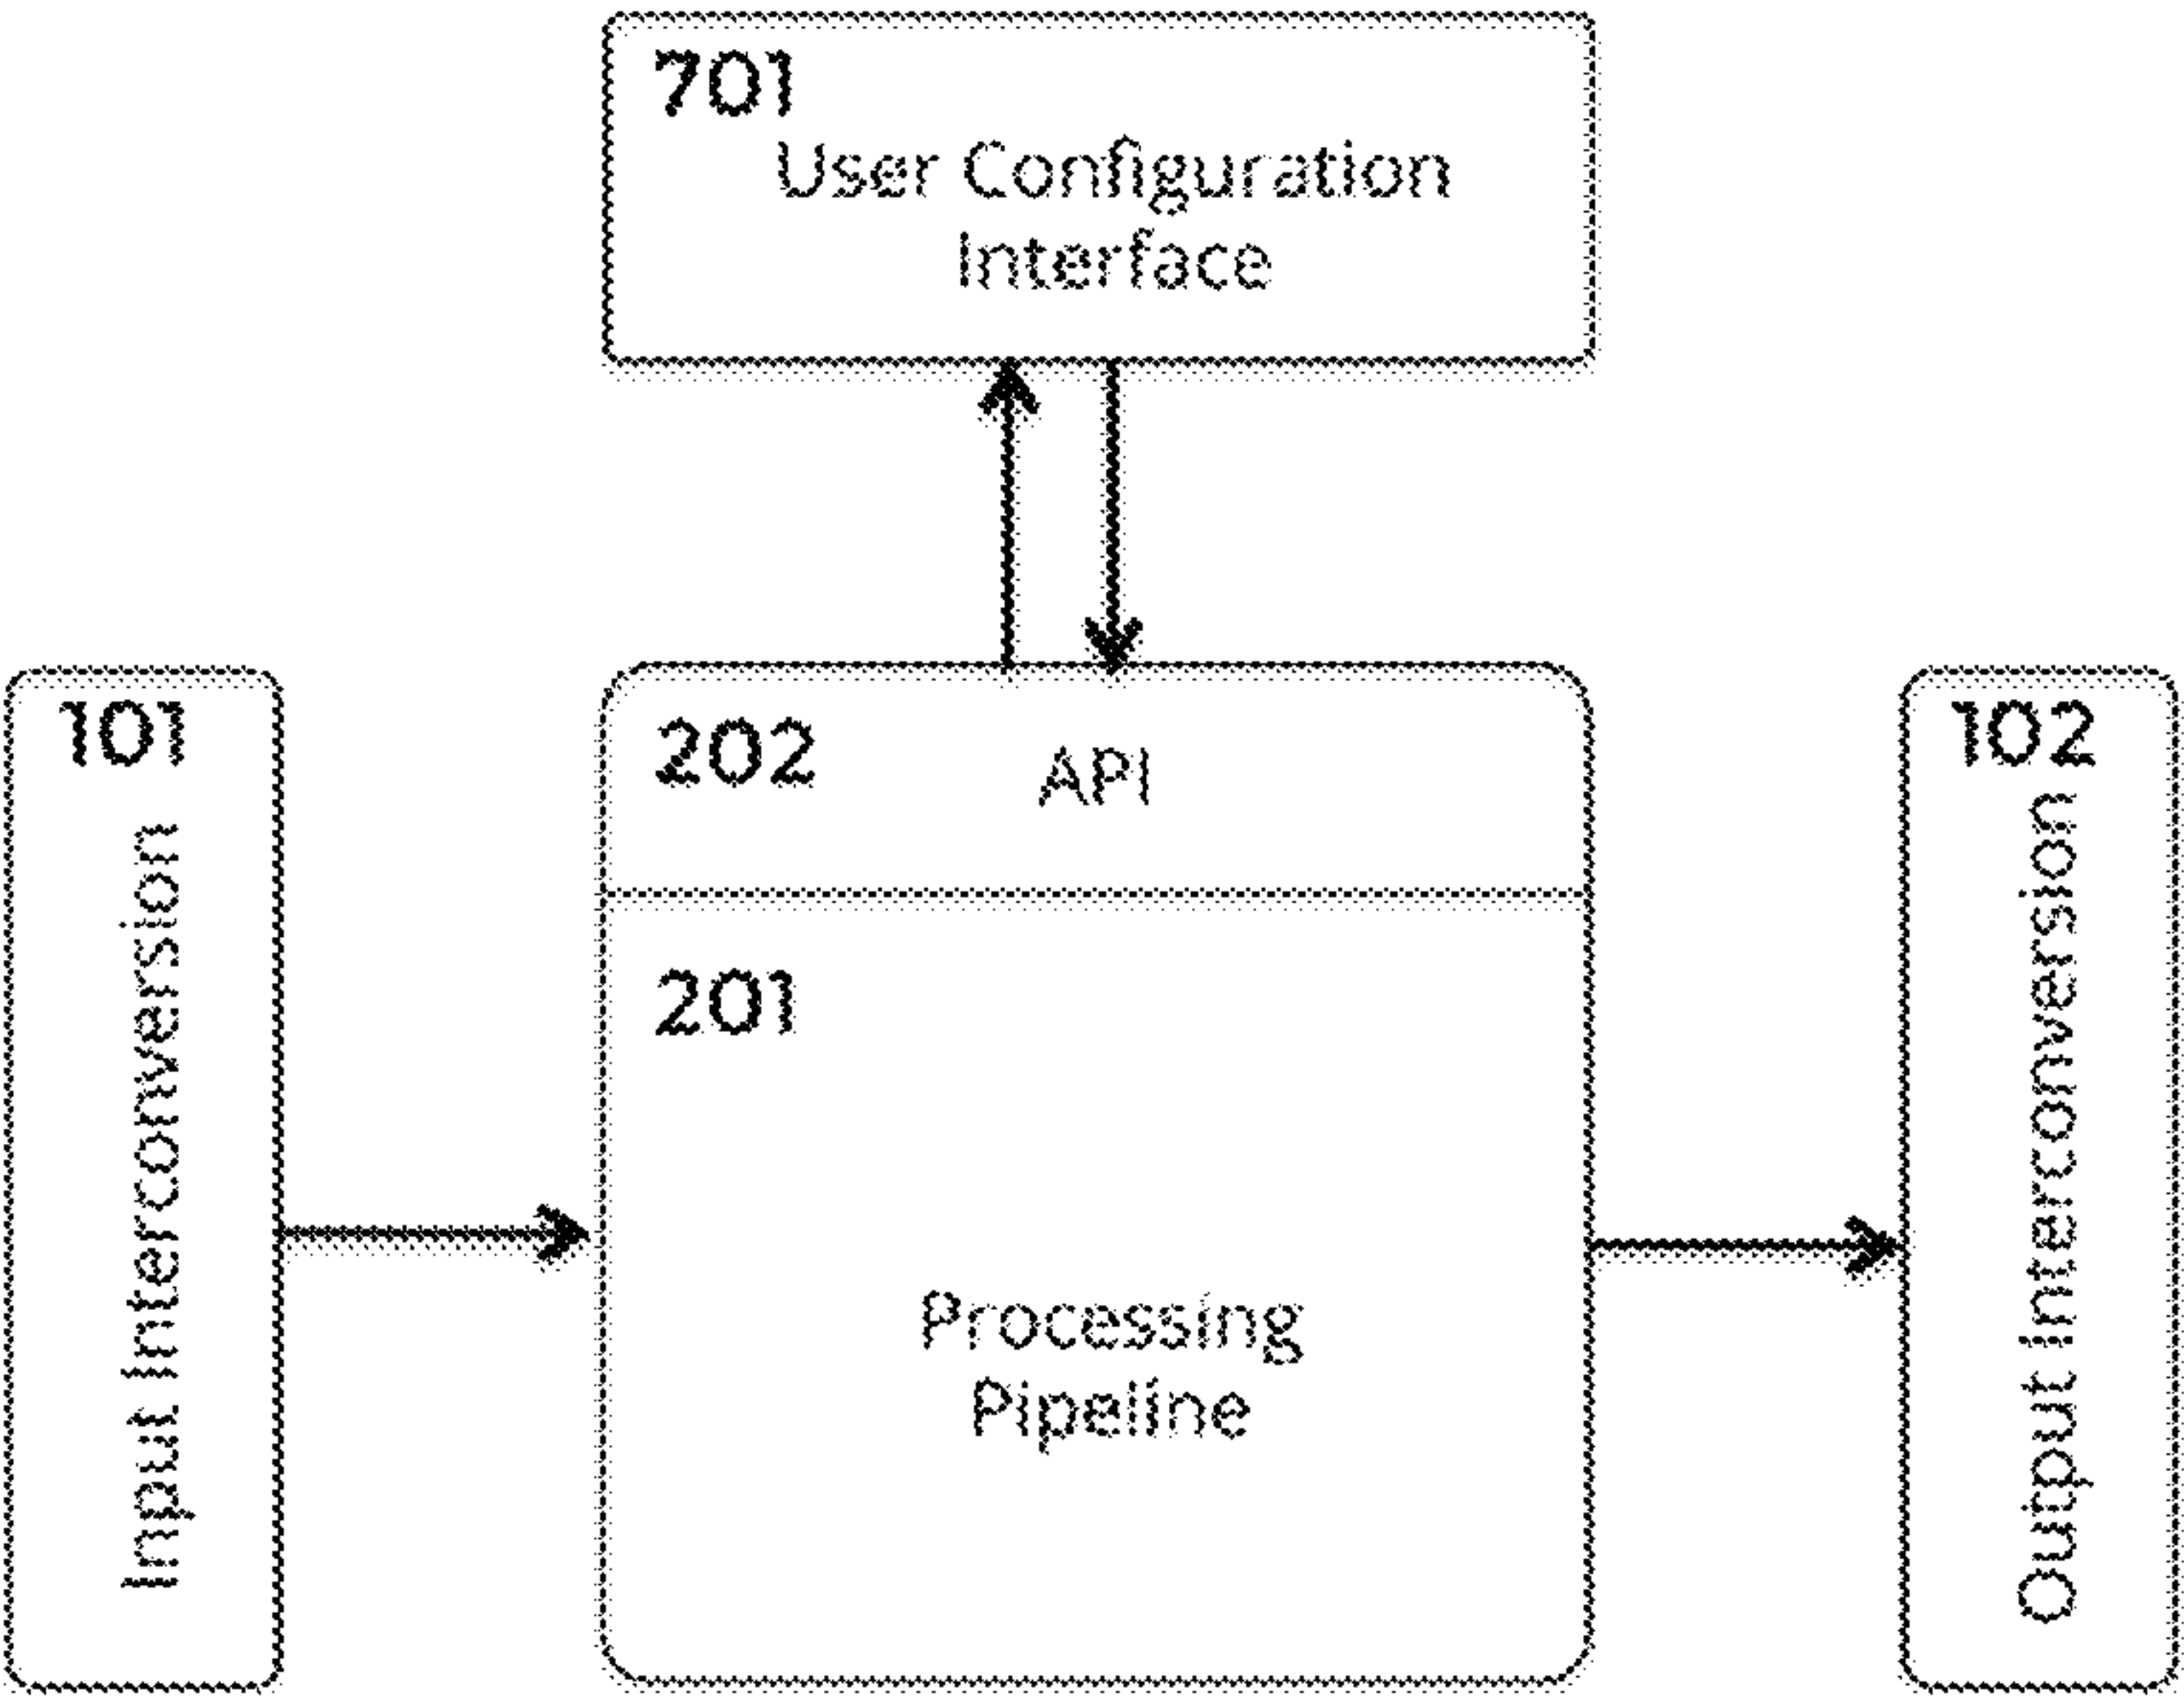 701
User Configuration
Interface
101
Input Interconversion
202
API
201
Processing
Pipeline
102
Output Interconversion